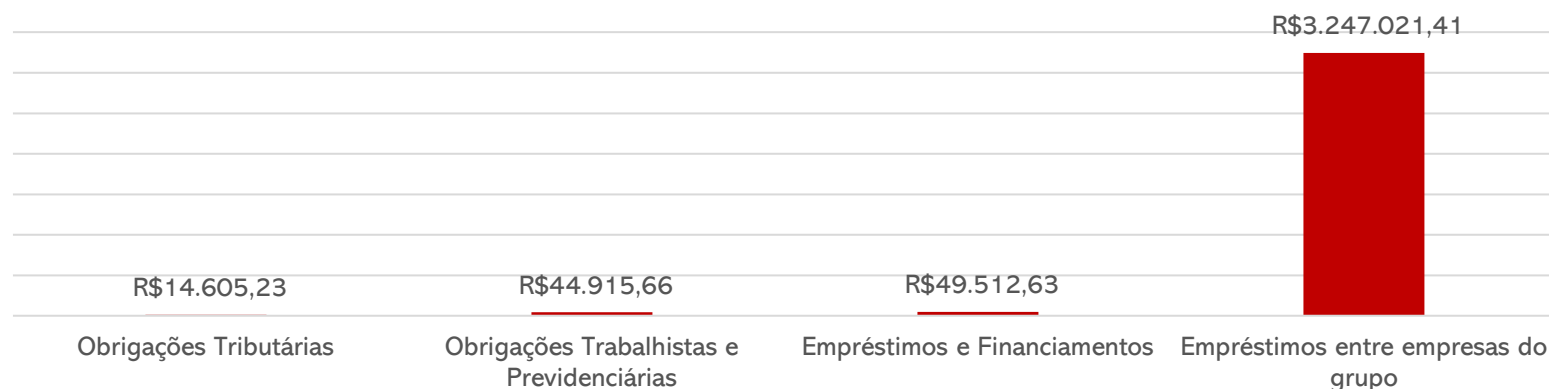 R$3.247.021,41
R$14.605,23
R$44.915,66
R$49.512,63
Obrigações Tributárias
Obrigações Trabalhistas e
Previdenciárias
Empréstimos e Financiamentos
Empréstimos entre empresas do
grupo